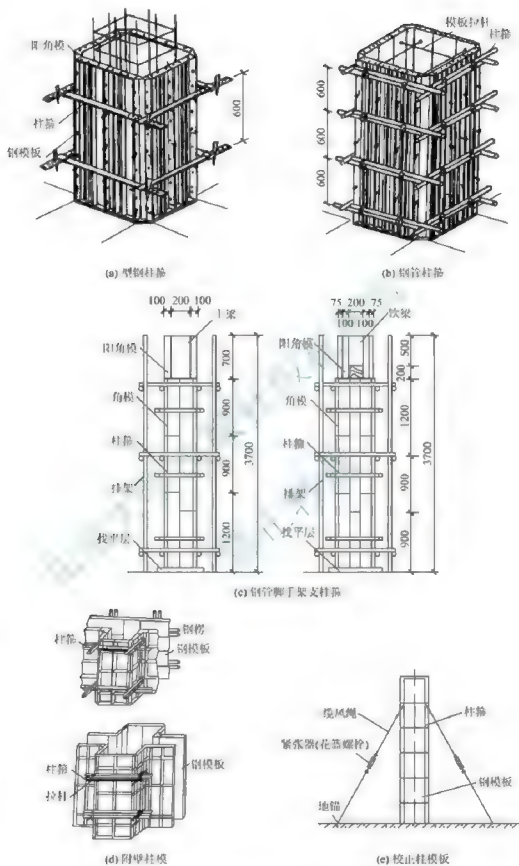 阳角模
柱箍
钢模板
600
(a) 型钢柱箍
模板拉杆
柱箍
600
600
600
(b) 钢管柱箍
100 200 100
主梁
阳角模
角模
柱箍
排架
找平层
700
900
900
1200
3700
75 200 75
100 100
次梁
阳角模
角模
柱箍
排架
找平层
500
200
1200
900
900
3700
(c) 钢管脚手架支柱箍
柱箍
钢楞
钢模板
柱箍
拉杆
钢模板
(d) 附壁柱模
缆风绳
柱箍
紧张器(花蓝螺栓)
钢模板
地锚
(e) 校正柱模板